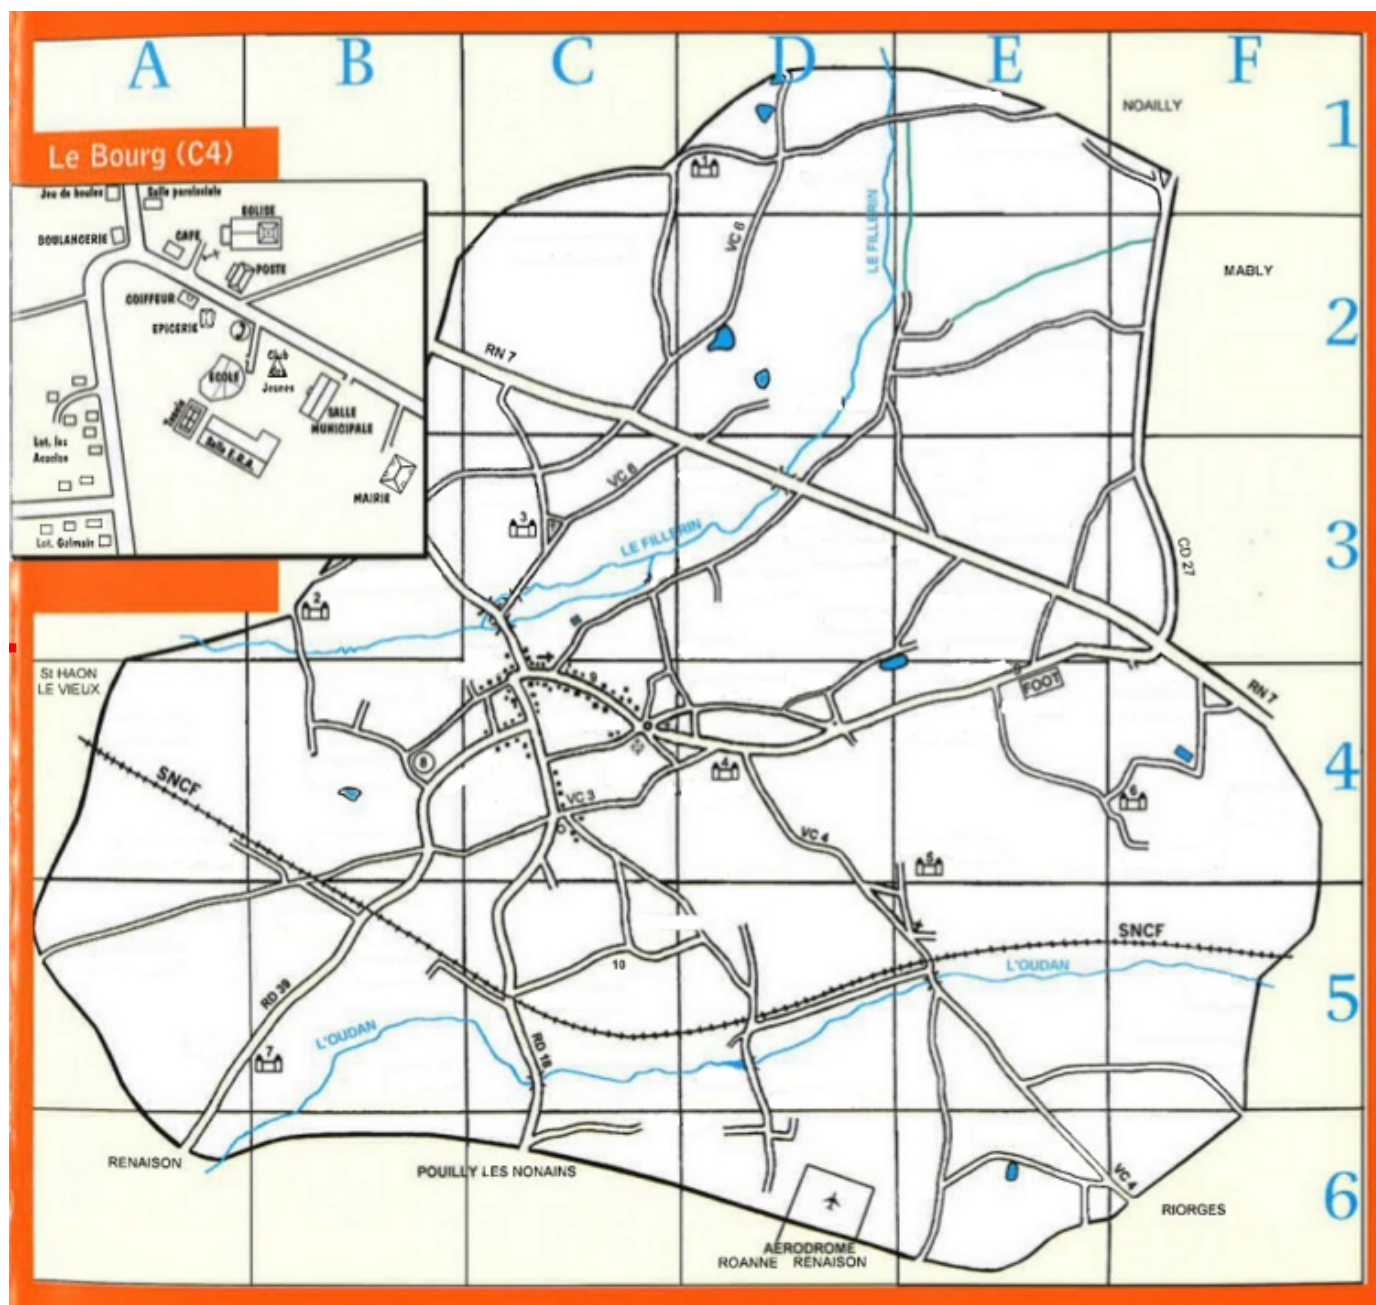 A
B
C
D
E
F
1
NOAILLY
Le Bourg (C4)
1
Jeu de boules
Salle paroissiale
EGLISE
BOULANGERIE
CAFE
POSTE
COIFFEUR
EPICERIE
Club
Jeunes
ECOLE
SALLE
MUNICIPALE
Tennis
Salle E.R.A.
Lot. les
Acacias
MAIRIE
Lot. Galmain
LE FILLERIN
VC 6
MABLY
2
RN 7
VC 6
3
LE FILLERIN
CD 27
3
2
St HAON
LE VIEUX
9
FOOT
RN 7
SNCF
8
4
4
VC 3
6
VC 4
5
SNCF
10
L'OUDAN
RD 39
5
L'OUDAN
RD 18
7
RENAISON
POUILLY LES NONAINS
VC 4
6
RIORGES
AERODROME
ROANNE RENAISON